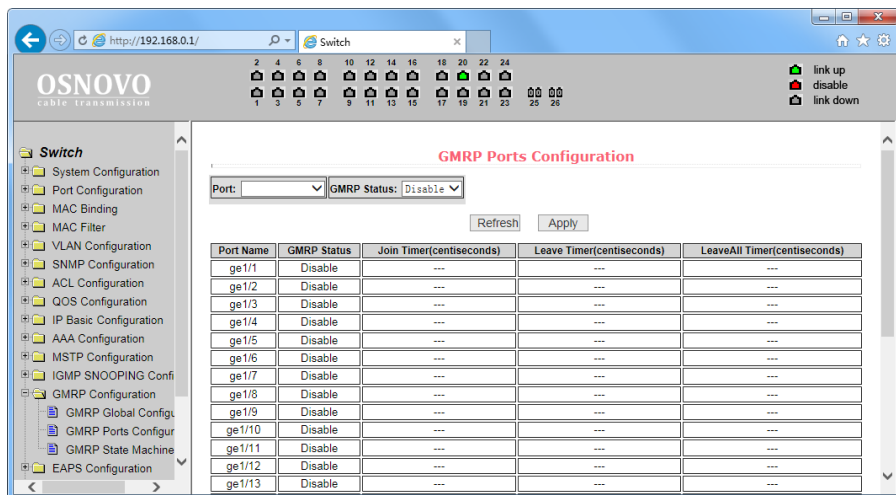 http://192.168.0.1/
Switch
2 4 6 8 10 12 14 16 18 20 22 24
1 3 5 7 9 11 13 15 17 19 21 23 25 26
OSNOVO
cable transmission
link up
disable
link down
Switch
System Configuration
Port Configuration
MAC Binding
MAC Filter
VLAN Configuration
SNMP Configuration
ACL Configuration
QOS Configuration
IP Basic Configuration
AAA Configuration
MSTP Configuration
IGMP SNOOPING Confi
GMRP Configuration
GMRP Global Configu
GMRP Ports Configur
GMRP State Machine
EAPS Configuration
GMRP Ports Configuration
Port: GMRP Status: Disable
Refresh Apply
Port Name GMRP Status Join Timer(centiseconds) Leave Timer(centiseconds) LeaveAll Timer(centiseconds)
ge1/1 Disable --- --- ---
ge1/2 Disable --- --- ---
ge1/3 Disable --- --- ---
ge1/4 Disable --- --- ---
ge1/5 Disable --- --- ---
ge1/6 Disable --- --- ---
ge1/7 Disable --- --- ---
ge1/8 Disable --- --- ---
ge1/9 Disable --- --- ---
ge1/10 Disable --- --- ---
ge1/11 Disable --- --- ---
ge1/12 Disable --- --- ---
ge1/13 Disable --- --- ---